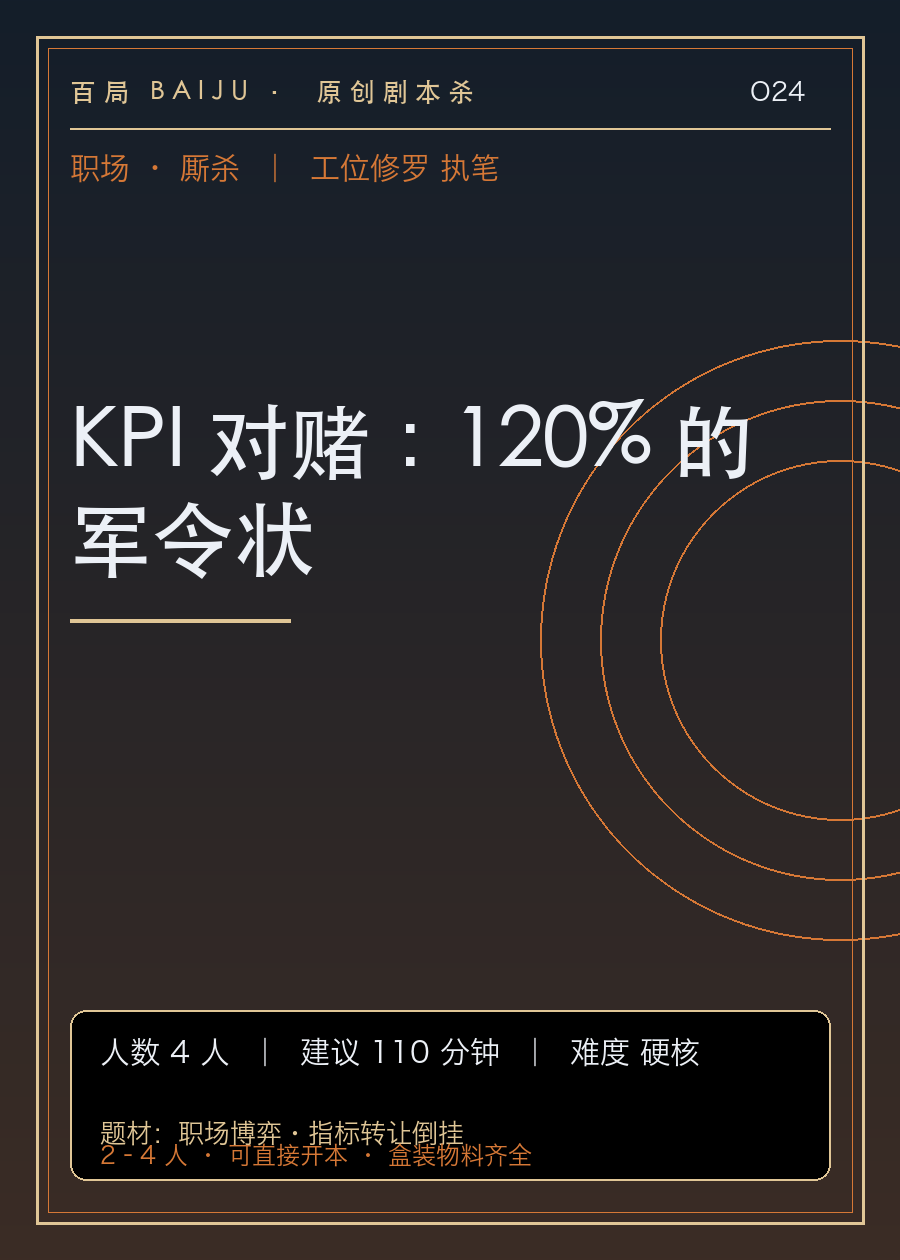 百局 BAIJU · 原创剧本杀 024
职场 · 厮杀 ｜ 工位修罗 执笔
KPI 对赌：120% 的
军令状
人数 4 人 ｜ 建议 110 分钟 ｜ 难度 硬核
题材：职场博弈·指标转让倒挂
2-4 人 · 可直接开本 · 盒装物料齐全